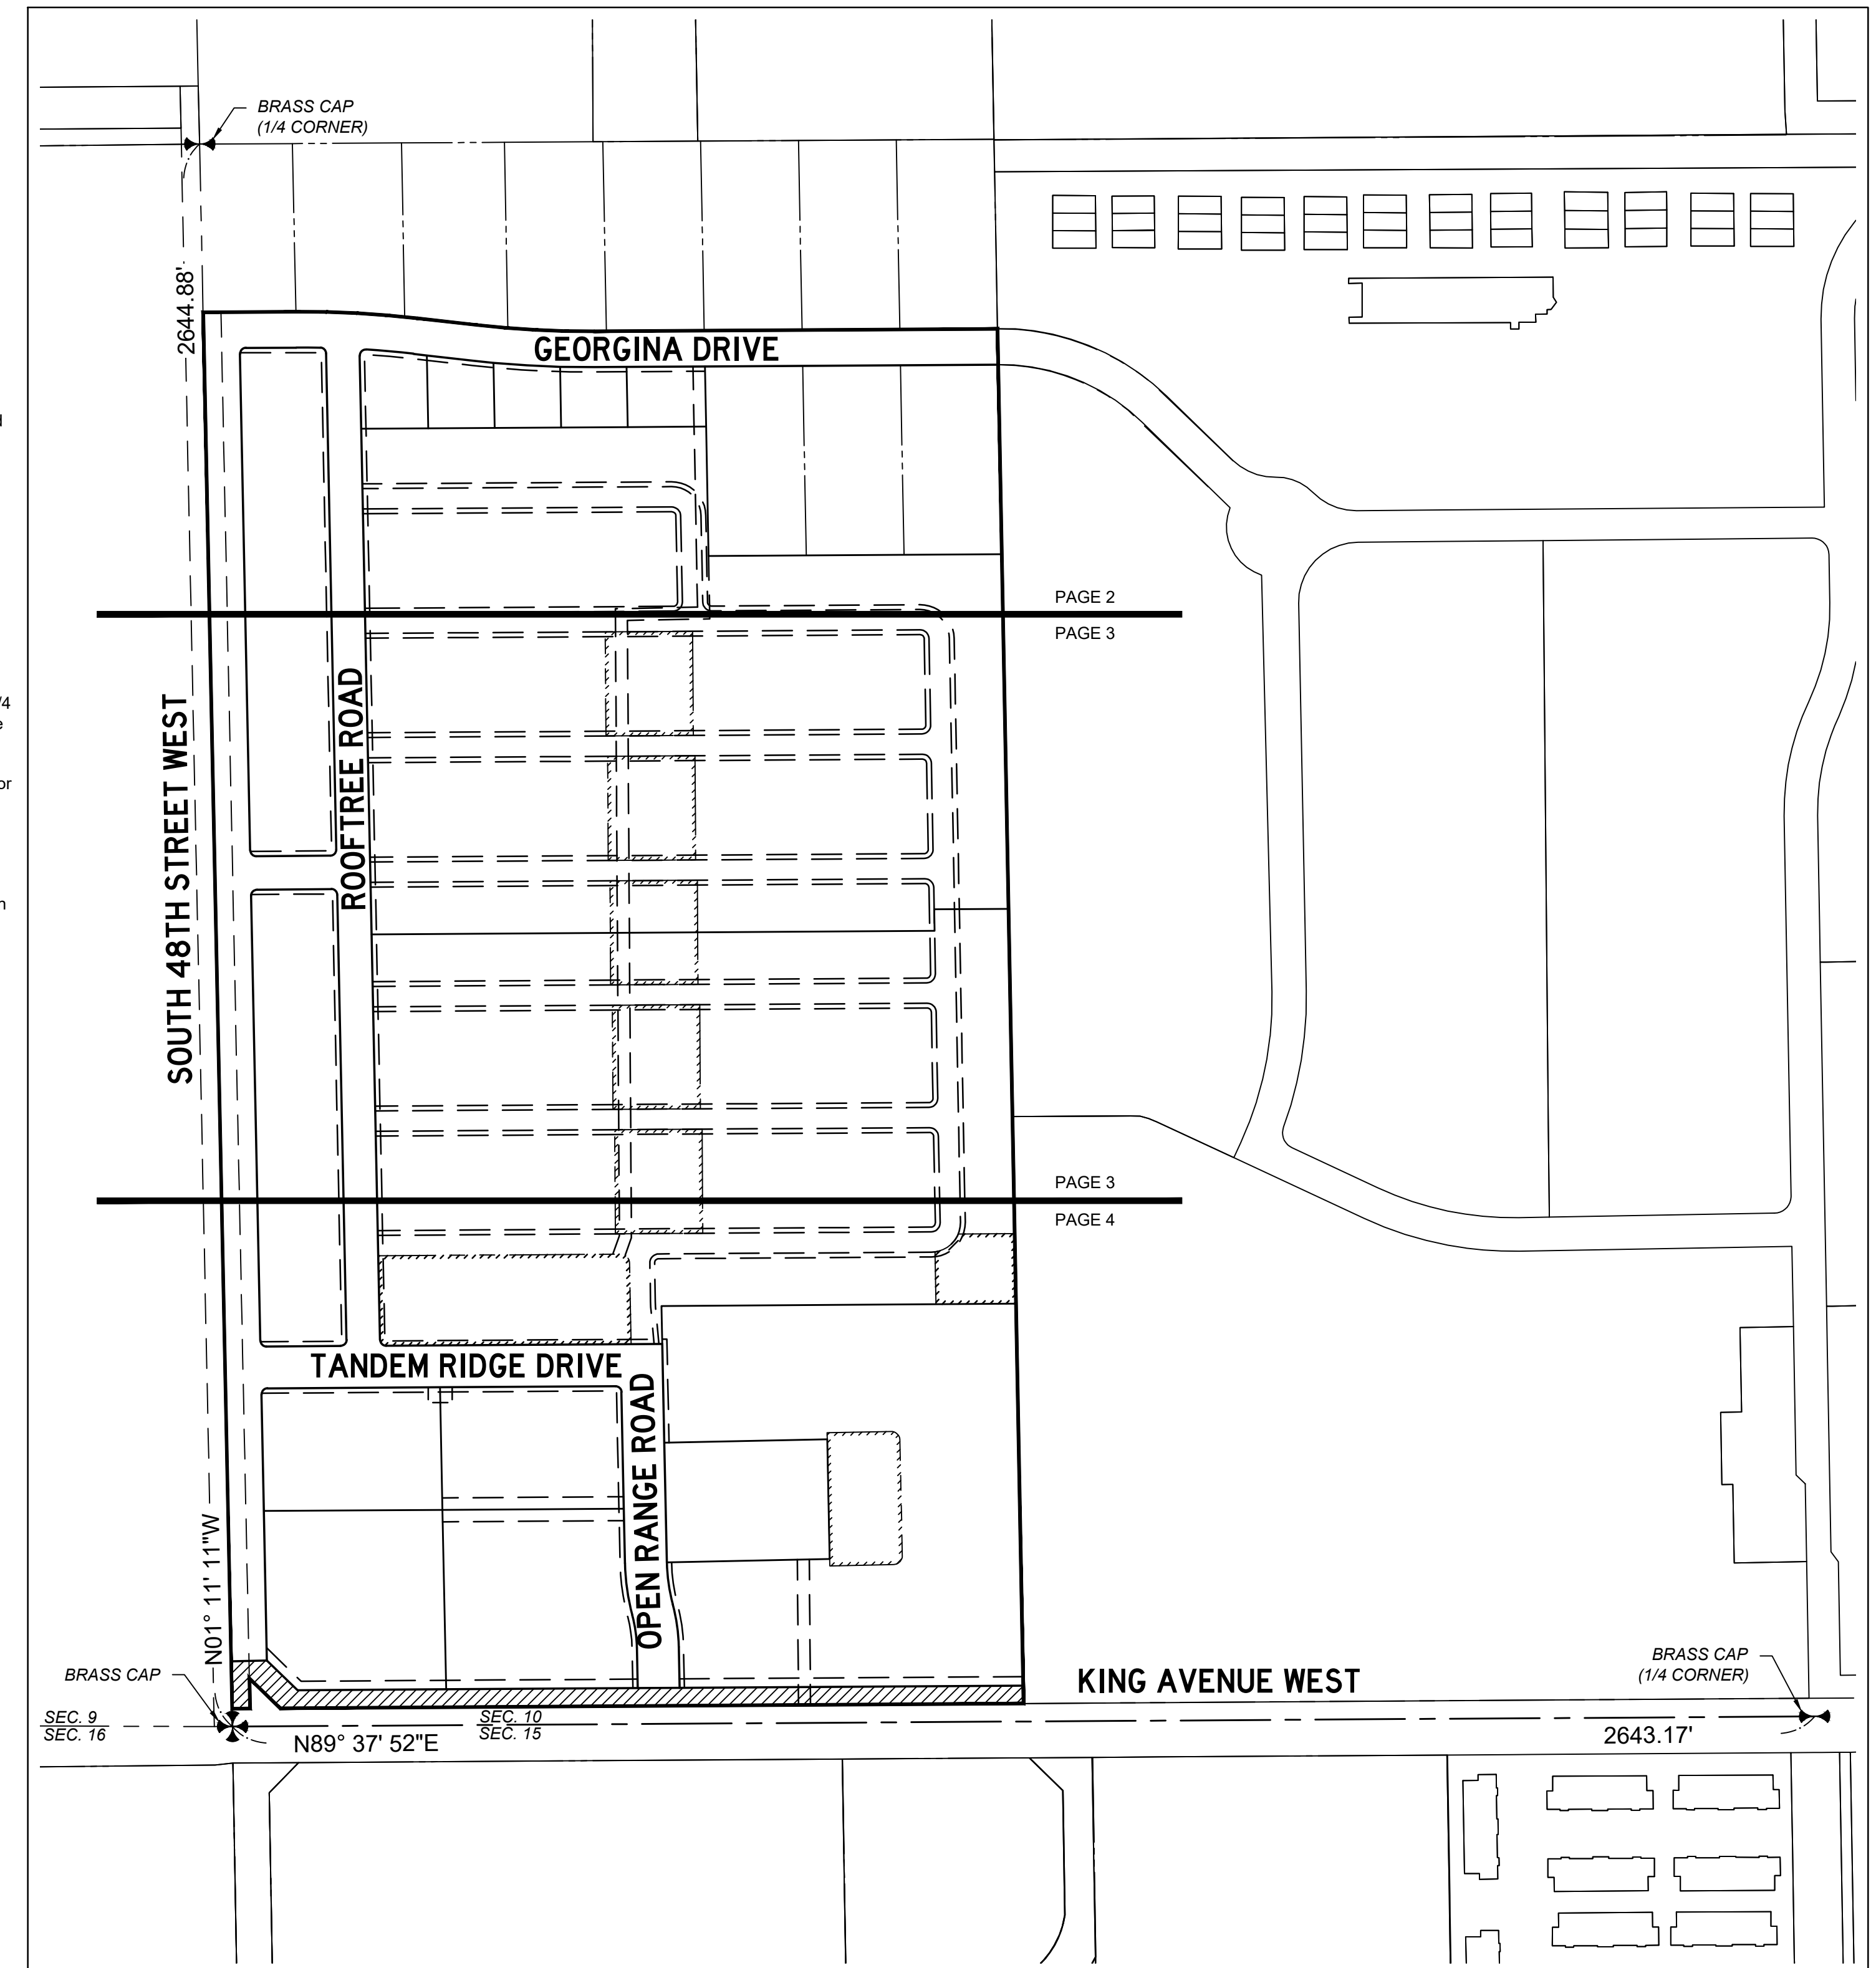 BRASS CAP
(1/4 CORNER)
2644.88'
GEORGINA DRIVE
PAGE 2
PAGE 3
/4
or
ROOFTREE ROAD
SOUTH 48TH STREET WEST
PAGE 3
PAGE 4
TANDEM RIDGE DRIVE
OPEN RANGE ROAD
N01° 11' 11"W
BRASS CAP
KING AVENUE WEST
BRASS CAP
(1/4 CORNER)
SEC. 9
SEC. 16
SEC. 10
SEC. 15
N89° 37' 52"E
2643.17'